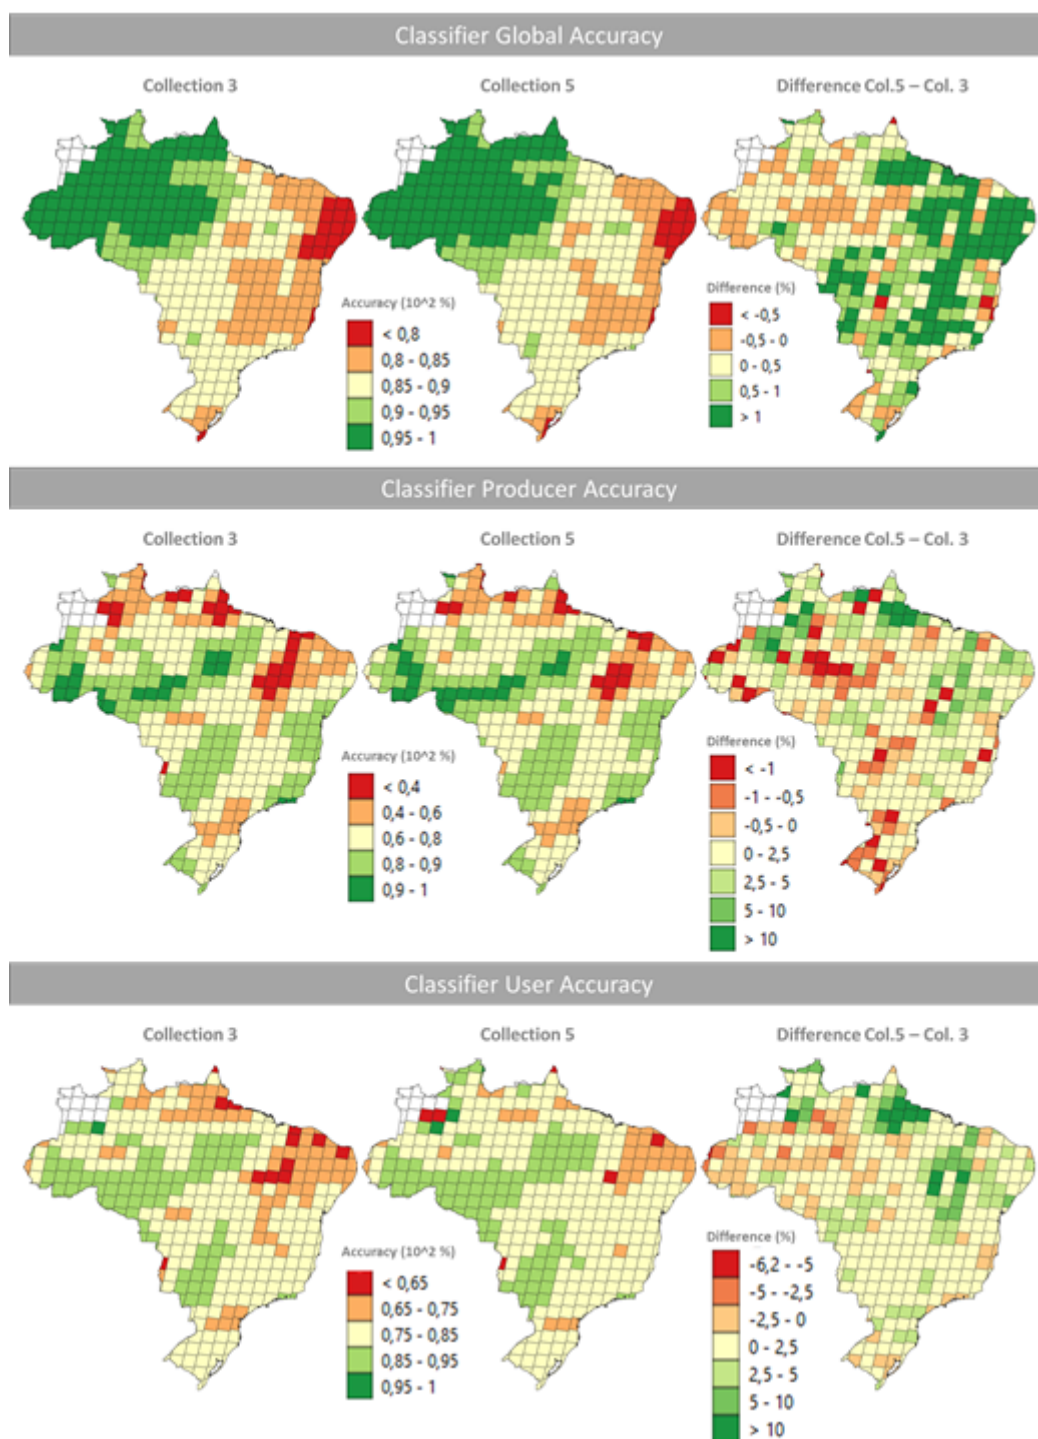 Classifier Global Accuracy
Collection 3
Collection 5
Difference Col.5 – Col. 3
Accuracy (10^2 %)
< 0,8
0,8 - 0,85
0,85 - 0,9
0,9 - 0,95
0,95 - 1
Difference (%)
< -0,5
-0,5 - 0
0 - 0,5
0,5 - 1
> 1
Classifier Producer Accuracy
Collection 3
Collection 5
Difference Col.5 – Col. 3
Accuracy (10^2 %)
< 0,4
0,4 - 0,6
0,6 - 0,8
0,8 - 0,9
0,9 - 1
Difference (%)
< -1
-1 - -0,5
-0,5 - 0
0 - 2,5
2,5 - 5
5 - 10
> 10
Classifier User Accuracy
Collection 3
Collection 5
Difference Col.5 – Col. 3
Accuracy (10^2 %)
< 0,65
0,65 - 0,75
0,75 - 0,85
0,85 - 0,95
0,95 - 1
Difference (%)
-6,2 - -5
-5 - -2,5
-2,5 - 0
0 - 2,5
2,5 - 5
5 - 10
> 10